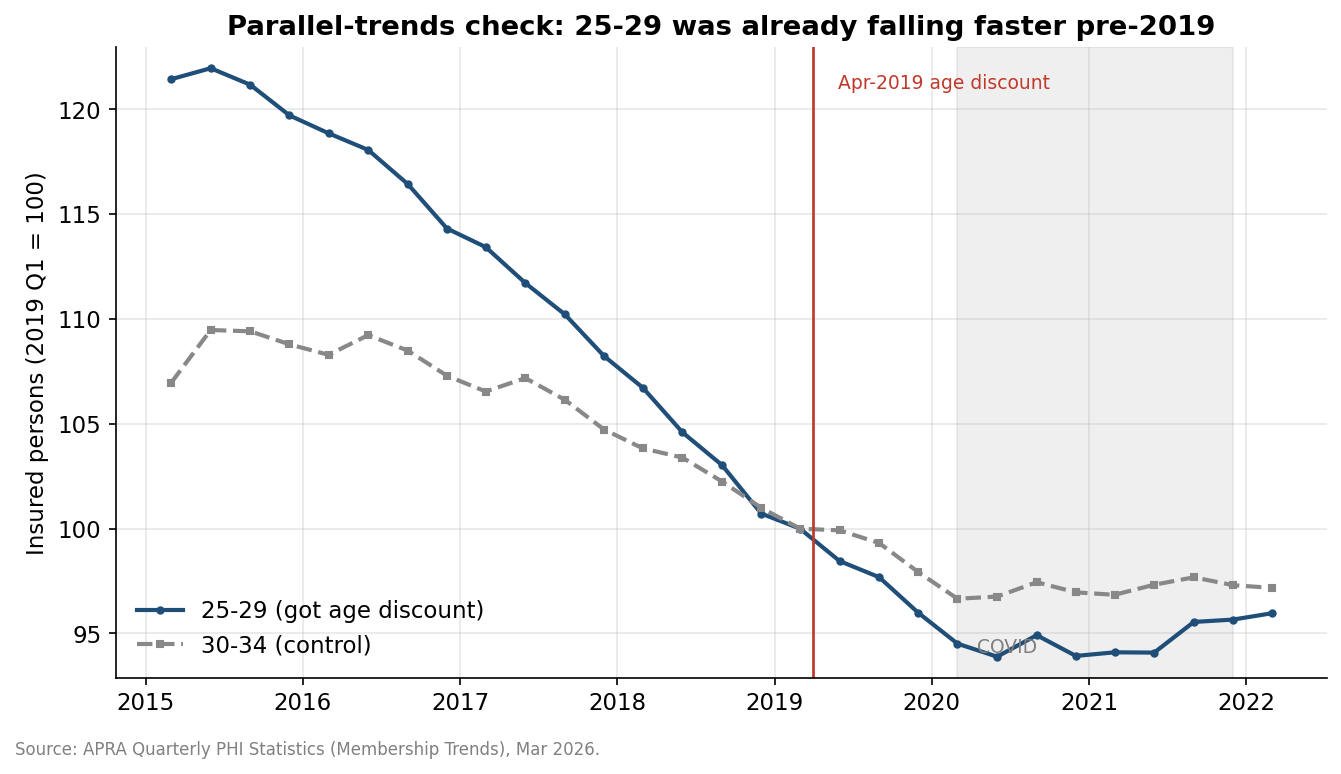 Parallel-trends check: 25-29 was already falling faster pre-2019
Insured persons (2019 Q1 = 100)
120
115
110
105
100
95
Apr-2019 age discount
COVID
25-29 (got age discount)
30-34 (control)
2015 2016 2017 2018 2019 2020 2021 2022
Source: APRA Quarterly PHI Statistics (Membership Trends), Mar 2026.